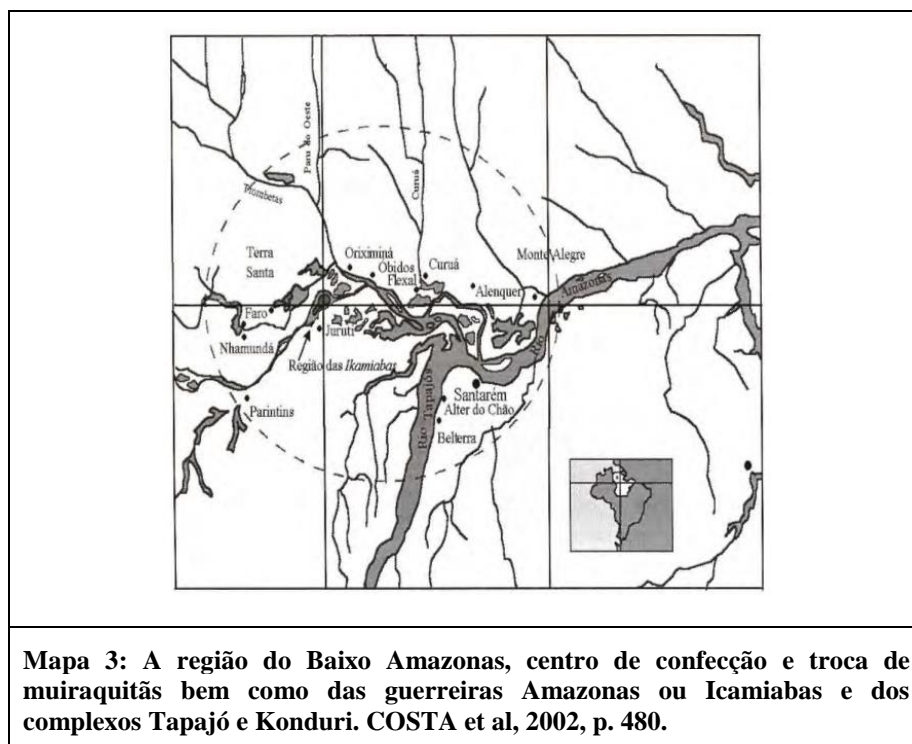 Paru do Oeste
Curuá
Trombetas
Terra
Santa
Oriximiná
Óbidos
Flexal
Curuá
Monte Alegre
Alenquer
Rio Amazonas
Faro
Nhamundá
Juruti
Região das Ikamiabas
Parintins
Rio Tapajós
Santarém
Alter do Chão
Belterra
Mapa 3: A região do Baixo Amazonas, centro de confecção e troca de
muiraquitãs bem como das guerreiras Amazonas ou Icamiabas e dos
complexos Tapajó e Konduri. COSTA et al, 2002, p. 480.